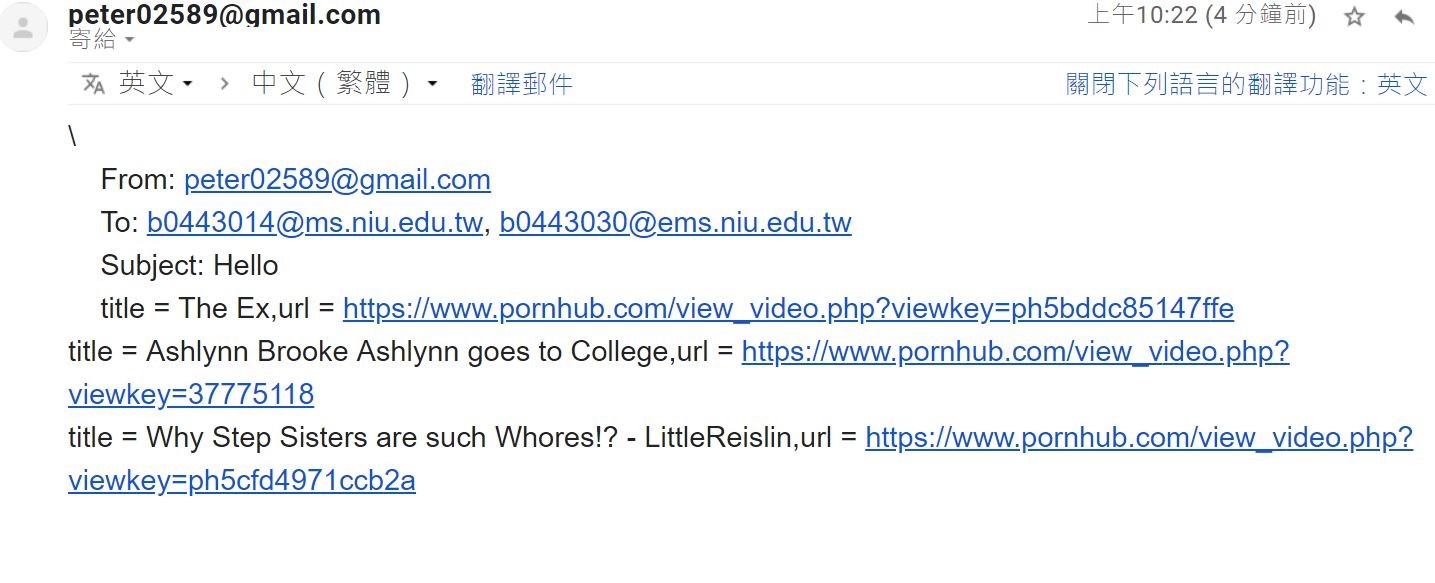 peter02589@gmail.com
上午10:22 (4 分鐘前)
寄給
英文 > 中文 ( 繁體 ) 翻譯郵件 關閉下列語言的翻譯功能 : 英文
\
From: peter02589@gmail.com
To: b0443014@ms.niu.edu.tw, b0443030@ems.niu.edu.tw
Subject: Hello
title = The Ex,url = https://www.pornhub.com/view_video.php?viewkey=ph5bddc85147ffe
title = Ashlynn Brooke Ashlynn goes to College,url = https://www.pornhub.com/view_video.php?
viewkey=37775118
title = Why Step Sisters are such Whores!? - LittleReislin,url = https://www.pornhub.com/view_video.php?
viewkey=ph5cfd4971ccb2a